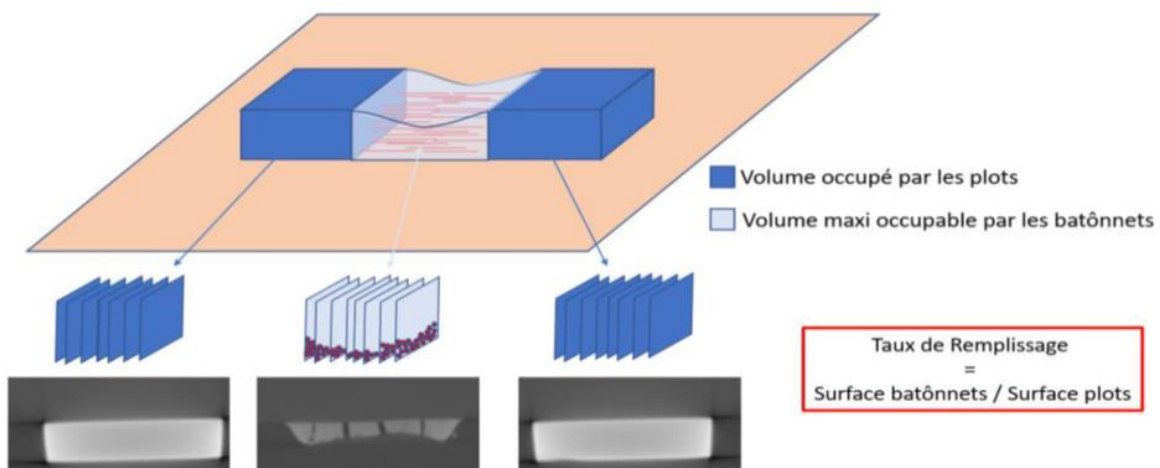 Volume occupé par les plots
Volume maxi occupable par les batônnets
Taux de Remplissage
=
Surface batônnets / Surface plots